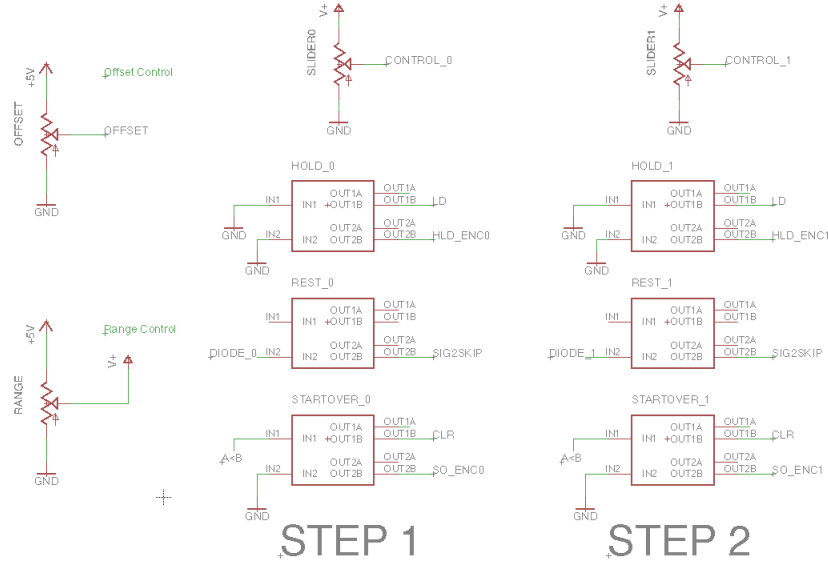 +5V
Offset Control
OFFSET
OFFSET
GND
+5V
Range Control
V+
RANGE
GND
V+
SLIDER0
CONTROL_0
GND
HOLD_0
IN1
IN1
OUT1A
OUT1A
+OUT1B
OUT1B
LD
IN2
IN2
OUT2A
OUT2A
OUT2B
OUT2B
HLD_ENC0
GND
GND
REST_0
IN1
IN1
OUT1A
OUT1A
+OUT1B
OUT1B
DIODE_0
IN2
IN2
OUT2A
OUT2A
OUT2B
OUT2B
SIG2SKIP
STARTOVER_0
IN1
IN1
OUT1A
OUT1A
+OUT1B
OUT1B
CLR
A<B
IN2
IN2
OUT2A
OUT2A
OUT2B
OUT2B
SO_ENC0
GND
STEP 1
V+
SLIDER1
CONTROL_1
GND
HOLD_1
IN1
IN1
OUT1A
OUT1A
+OUT1B
OUT1B
LD
IN2
IN2
OUT2A
OUT2A
OUT2B
OUT2B
HLD_ENC1
GND
GND
REST_1
IN1
IN1
OUT1A
OUT1A
+OUT1B
OUT1B
DIODE_1
IN2
IN2
OUT2A
OUT2A
OUT2B
OUT2B
SIG2SKIP
STARTOVER_1
IN1
IN1
OUT1A
OUT1A
+OUT1B
OUT1B
CLR
A<B
IN2
IN2
OUT2A
OUT2A
OUT2B
OUT2B
SO_ENC1
GND
STEP 2